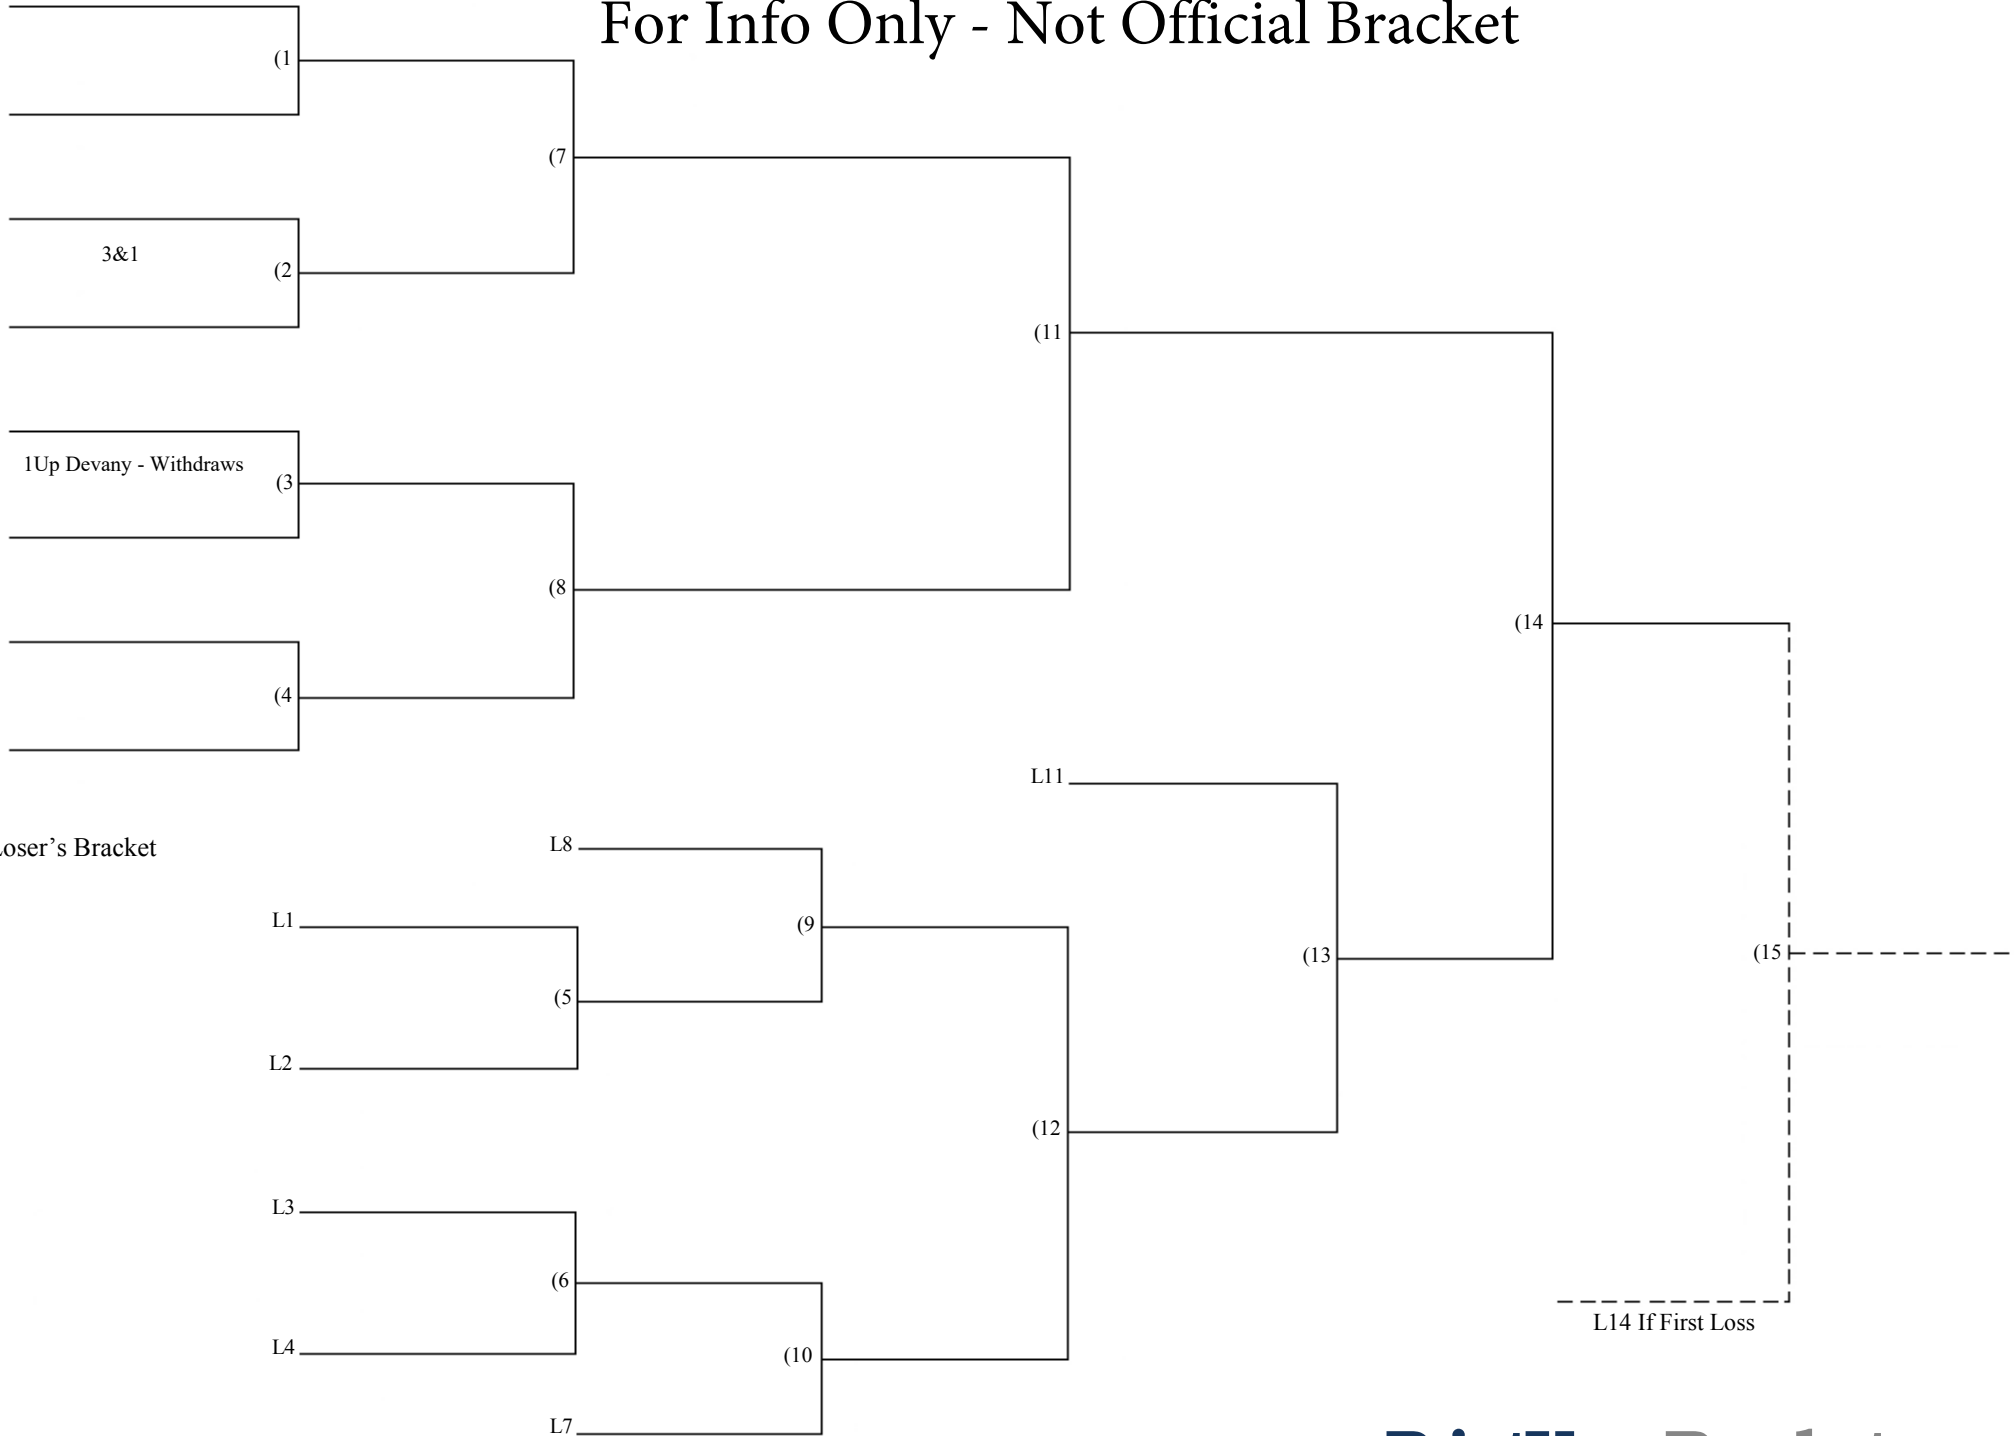 For Info Only - Not Official Bracket
(1
(7
3&1
(2
(11
1Up Devany - Withdraws
(3
(8
(14
(4
L11
L8
oser’s Bracket
L1
(9
(13
(15
(5
L2
(12
L3
(6
L14 If First Loss
L4
(10
L7